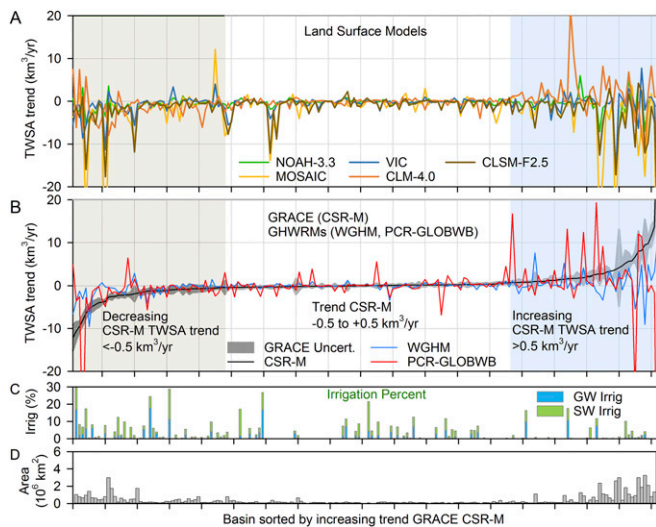 A
20
10
0
-10
-20
TWSA trend (km³/yr)
Land Surface Models
NOAH-3.3 VIC CLSM-F2.5
MOSAIC CLM-4.0
B
20
10
0
-10
-20
TWSA trend (km³/yr)
GRACE (CSR-M)
GHWRMs (WGHM, PCR-GLOBWB)
Decreasing
CSR-M TWSA trend
<-0.5 km³/yr
Trend CSR-M
-0.5 to +0.5 km³/yr
Increasing
CSR-M TWSA trend
>0.5 km³/yr
GRACE Uncert. WGHM
CSR-M PCR-GLOBWB
C
30
20
10
0
Irrig (%)
Irrigation Percent
GW Irrig
SW Irrig
D
6
4
2
0
Area
(10⁶ km2)
Basin sorted by increasing trend GRACE CSR-M